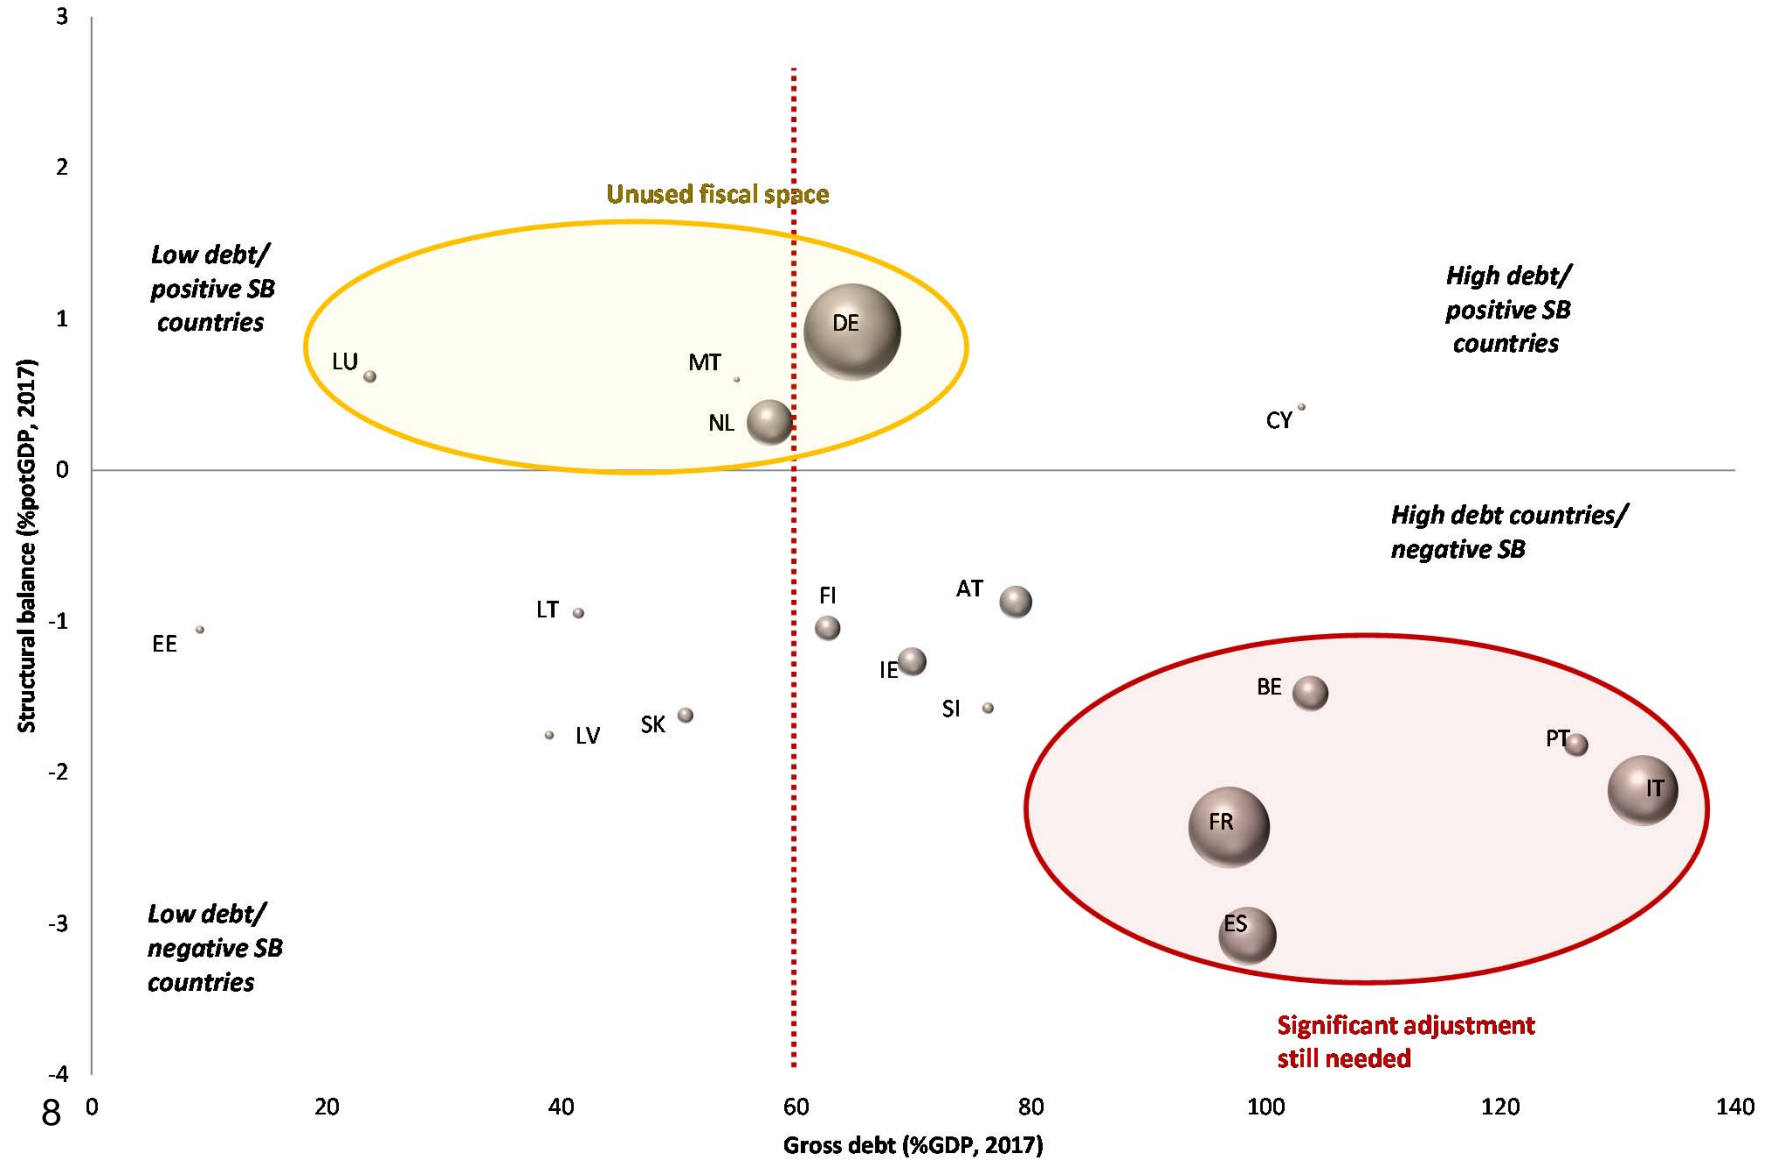 3
2
1
0
-1
-2
-3
-4
Structural balance (%potGDP, 2017)
Unused fiscal space
Low debt/
positive SB
countries
High debt/
positive SB
countries
DE
LU
MT
NL
CY
High debt countries/
negative SB
LT
FI
AT
EE
IE
SI
BE
LV
SK
PT
IT
FR
ES
Low debt/
negative SB
countries
Significant adjustment
still needed
8
0
20
40
60
80
100
120
140
Gross debt (%GDP, 2017)